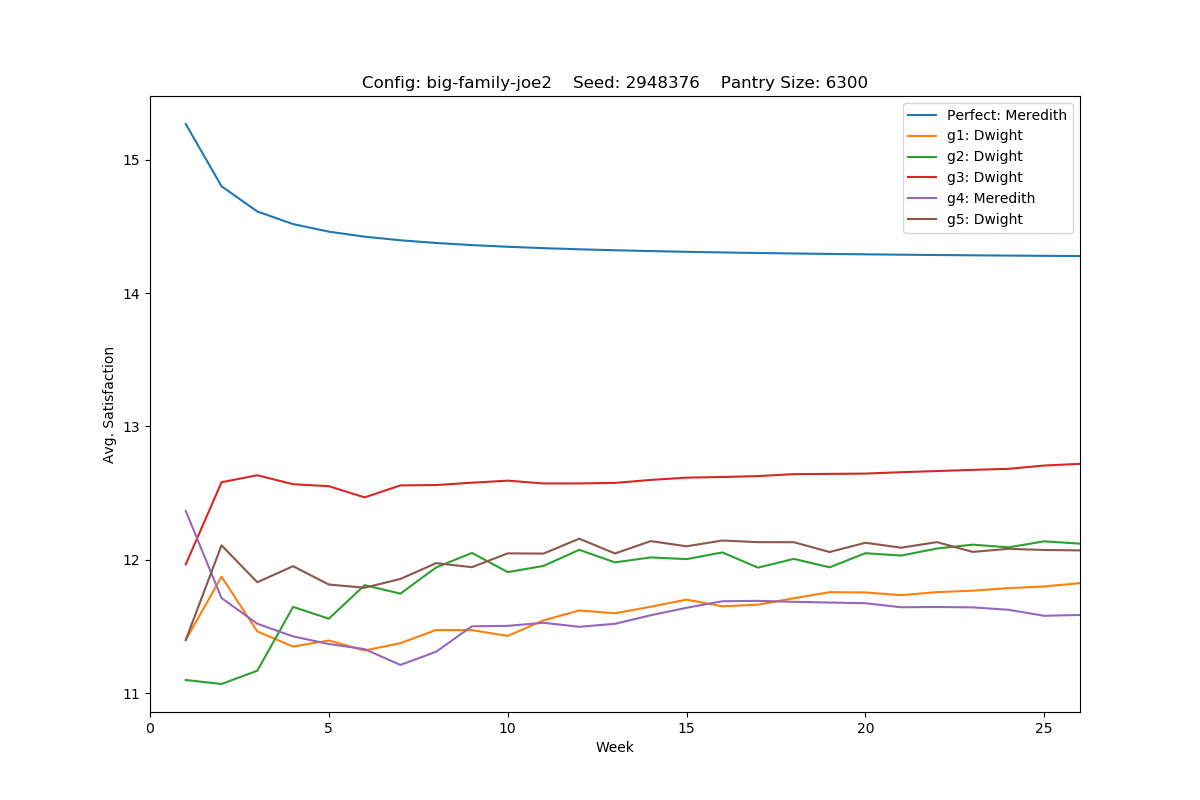 Config: big-family-joe2    Seed: 2948376    Pantry Size: 6300
Perfect: Meredith
g1: Dwight
g2: Dwight
g3: Dwight
g4: Meredith
g5: Dwight
Avg. Satisfaction
15
14
13
12
11
0 5 10 15 20 25
Week